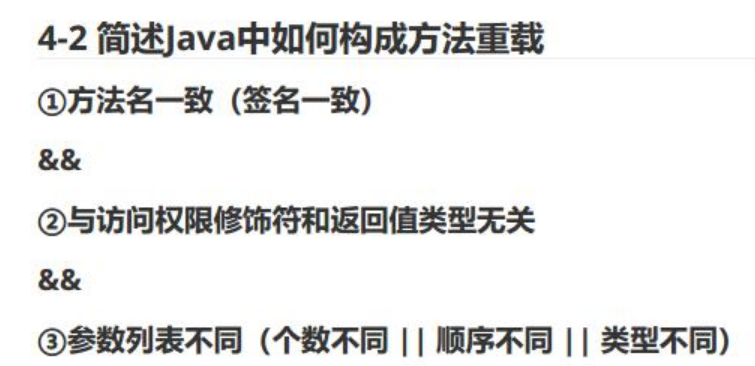 4-2 简述Java中如何构成方法重载
①方法名一致（签名一致）
&&
②与访问权限修饰符和返回值类型无关
&&
③参数列表不同（个数不同 || 顺序不同 || 类型不同）